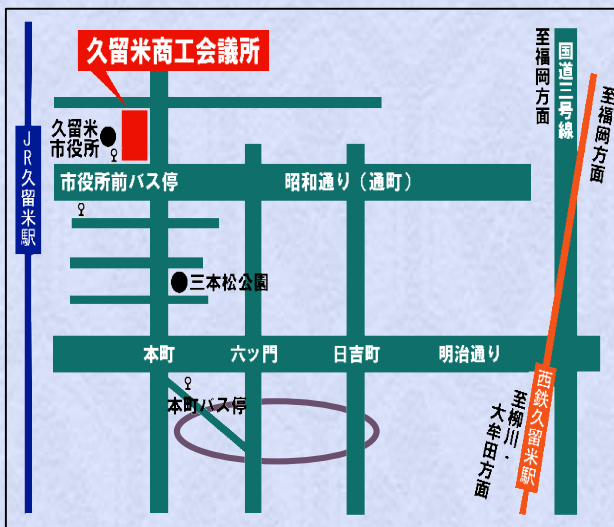 久留米商工会議所
久留米
市役所
JR久留米駅
市役所前バス停
昭和通り（通町）
至福岡方面
国道三号線
至福岡方面
三本松公園
本町
六ッ門
日吉町
明治通り
本町バス停
西鉄久留米駅
至柳川・
大牟田方面